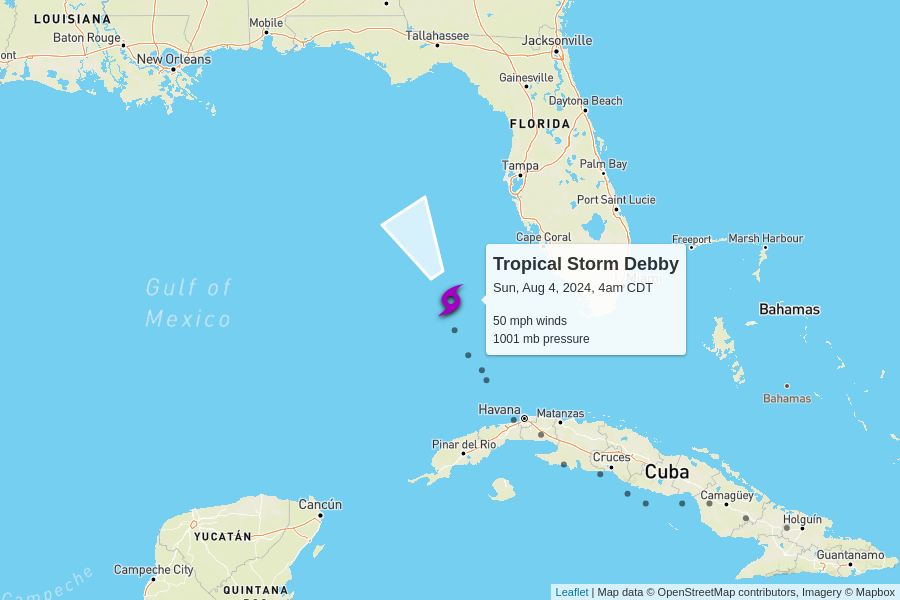 LOUISIANA
Mobile
Baton Rouge
Tallahassee
Jacksonville
ont
New Orleans
Gainesville
Daytona Beach
FLORIDA
Tampa
Palm Bay
Port Saint Lucie
Cape Coral
Freeport
Marsh Harbour
Tropical Storm Debby
Sun, Aug 4, 2024, 4am CDT
50 mph winds
1001 mb pressure
Miami
Gulf of
Mexico
Bahamas
Bahamas
Havana
Matanzas
Pinar del Rio
Cruces
Cuba
Camagüey
Holguín
Guantanamo
Cancún
YUCATÁN
Campeche City
Campeche
QUINTANA
ROO
Leaflet | Map data © OpenStreetMap contributors, Imagery © Mapbox